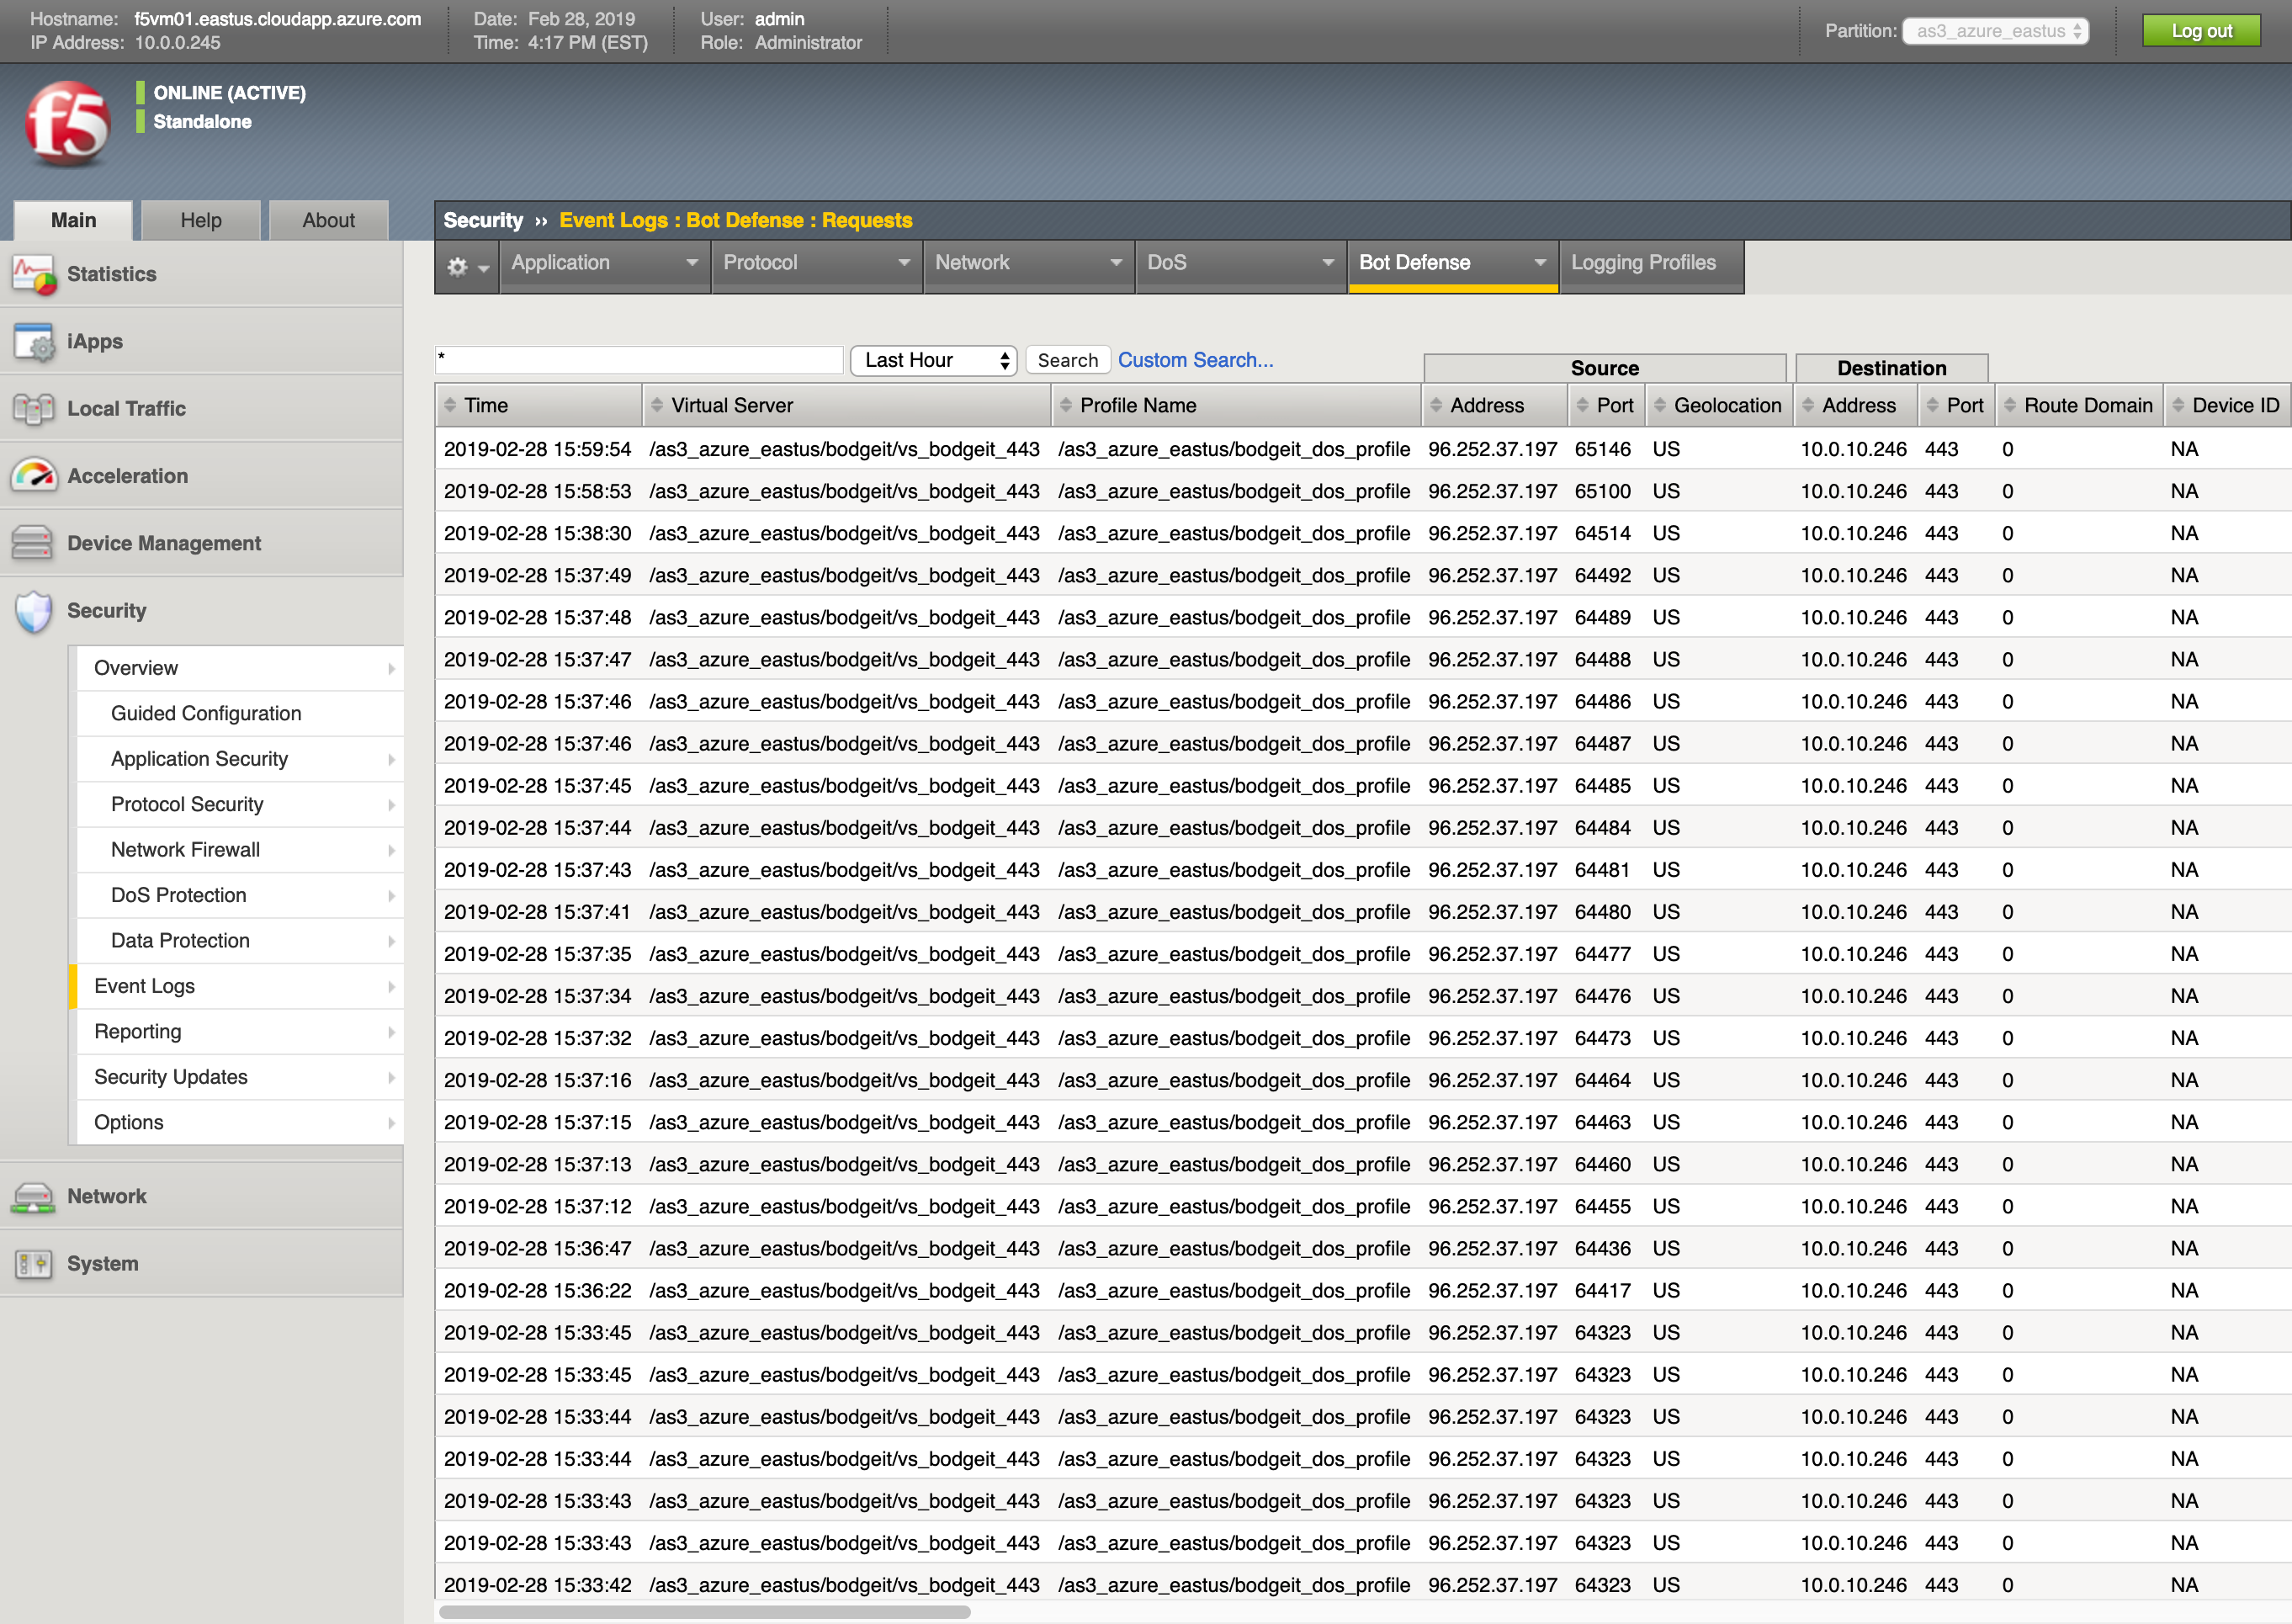 Hostname: f5vm01.eastus.cloudapp.azure.com Date: Feb 28, 2019 User: admin Partition: as3_azure_eastus Log out
IP Address: 10.0.0.245 Time: 4:17 PM (EST) Role: Administrator
f5
ONLINE (ACTIVE)
Standalone
Main Help About
Security ›› Event Logs : Bot Defense : Requests
Application Protocol Network DoS Bot Defense Logging Profiles
Statistics
iApps
Local Traffic
Acceleration
Device Management
Security
Overview
Guided Configuration
Application Security
Protocol Security
Network Firewall
DoS Protection
Data Protection
Event Logs
Reporting
Security Updates
Options
Network
System
* Last Hour Search Custom Search...
Source Destination
Time Virtual Server Profile Name Address Port Geolocation Address Port Route Domain Device ID
2019-02-28 15:59:54 /as3_azure_eastus/bodgeit/vs_bodgeit_443 /as3_azure_eastus/bodgeit_dos_profile 96.252.37.197 65146 US 10.0.10.246 443 0 NA
2019-02-28 15:58:53 /as3_azure_eastus/bodgeit/vs_bodgeit_443 /as3_azure_eastus/bodgeit_dos_profile 96.252.37.197 65100 US 10.0.10.246 443 0 NA
2019-02-28 15:38:30 /as3_azure_eastus/bodgeit/vs_bodgeit_443 /as3_azure_eastus/bodgeit_dos_profile 96.252.37.197 64514 US 10.0.10.246 443 0 NA
2019-02-28 15:37:49 /as3_azure_eastus/bodgeit/vs_bodgeit_443 /as3_azure_eastus/bodgeit_dos_profile 96.252.37.197 64492 US 10.0.10.246 443 0 NA
2019-02-28 15:37:48 /as3_azure_eastus/bodgeit/vs_bodgeit_443 /as3_azure_eastus/bodgeit_dos_profile 96.252.37.197 64489 US 10.0.10.246 443 0 NA
2019-02-28 15:37:47 /as3_azure_eastus/bodgeit/vs_bodgeit_443 /as3_azure_eastus/bodgeit_dos_profile 96.252.37.197 64488 US 10.0.10.246 443 0 NA
2019-02-28 15:37:46 /as3_azure_eastus/bodgeit/vs_bodgeit_443 /as3_azure_eastus/bodgeit_dos_profile 96.252.37.197 64486 US 10.0.10.246 443 0 NA
2019-02-28 15:37:46 /as3_azure_eastus/bodgeit/vs_bodgeit_443 /as3_azure_eastus/bodgeit_dos_profile 96.252.37.197 64487 US 10.0.10.246 443 0 NA
2019-02-28 15:37:45 /as3_azure_eastus/bodgeit/vs_bodgeit_443 /as3_azure_eastus/bodgeit_dos_profile 96.252.37.197 64485 US 10.0.10.246 443 0 NA
2019-02-28 15:37:44 /as3_azure_eastus/bodgeit/vs_bodgeit_443 /as3_azure_eastus/bodgeit_dos_profile 96.252.37.197 64484 US 10.0.10.246 443 0 NA
2019-02-28 15:37:43 /as3_azure_eastus/bodgeit/vs_bodgeit_443 /as3_azure_eastus/bodgeit_dos_profile 96.252.37.197 64481 US 10.0.10.246 443 0 NA
2019-02-28 15:37:41 /as3_azure_eastus/bodgeit/vs_bodgeit_443 /as3_azure_eastus/bodgeit_dos_profile 96.252.37.197 64480 US 10.0.10.246 443 0 NA
2019-02-28 15:37:35 /as3_azure_eastus/bodgeit/vs_bodgeit_443 /as3_azure_eastus/bodgeit_dos_profile 96.252.37.197 64477 US 10.0.10.246 443 0 NA
2019-02-28 15:37:34 /as3_azure_eastus/bodgeit/vs_bodgeit_443 /as3_azure_eastus/bodgeit_dos_profile 96.252.37.197 64476 US 10.0.10.246 443 0 NA
2019-02-28 15:37:32 /as3_azure_eastus/bodgeit/vs_bodgeit_443 /as3_azure_eastus/bodgeit_dos_profile 96.252.37.197 64473 US 10.0.10.246 443 0 NA
2019-02-28 15:37:16 /as3_azure_eastus/bodgeit/vs_bodgeit_443 /as3_azure_eastus/bodgeit_dos_profile 96.252.37.197 64464 US 10.0.10.246 443 0 NA
2019-02-28 15:37:15 /as3_azure_eastus/bodgeit/vs_bodgeit_443 /as3_azure_eastus/bodgeit_dos_profile 96.252.37.197 64463 US 10.0.10.246 443 0 NA
2019-02-28 15:37:13 /as3_azure_eastus/bodgeit/vs_bodgeit_443 /as3_azure_eastus/bodgeit_dos_profile 96.252.37.197 64460 US 10.0.10.246 443 0 NA
2019-02-28 15:37:12 /as3_azure_eastus/bodgeit/vs_bodgeit_443 /as3_azure_eastus/bodgeit_dos_profile 96.252.37.197 64455 US 10.0.10.246 443 0 NA
2019-02-28 15:36:47 /as3_azure_eastus/bodgeit/vs_bodgeit_443 /as3_azure_eastus/bodgeit_dos_profile 96.252.37.197 64436 US 10.0.10.246 443 0 NA
2019-02-28 15:36:22 /as3_azure_eastus/bodgeit/vs_bodgeit_443 /as3_azure_eastus/bodgeit_dos_profile 96.252.37.197 64417 US 10.0.10.246 443 0 NA
2019-02-28 15:33:45 /as3_azure_eastus/bodgeit/vs_bodgeit_443 /as3_azure_eastus/bodgeit_dos_profile 96.252.37.197 64323 US 10.0.10.246 443 0 NA
2019-02-28 15:33:45 /as3_azure_eastus/bodgeit/vs_bodgeit_443 /as3_azure_eastus/bodgeit_dos_profile 96.252.37.197 64323 US 10.0.10.246 443 0 NA
2019-02-28 15:33:44 /as3_azure_eastus/bodgeit/vs_bodgeit_443 /as3_azure_eastus/bodgeit_dos_profile 96.252.37.197 64323 US 10.0.10.246 443 0 NA
2019-02-28 15:33:44 /as3_azure_eastus/bodgeit/vs_bodgeit_443 /as3_azure_eastus/bodgeit_dos_profile 96.252.37.197 64323 US 10.0.10.246 443 0 NA
2019-02-28 15:33:43 /as3_azure_eastus/bodgeit/vs_bodgeit_443 /as3_azure_eastus/bodgeit_dos_profile 96.252.37.197 64323 US 10.0.10.246 443 0 NA
2019-02-28 15:33:43 /as3_azure_eastus/bodgeit/vs_bodgeit_443 /as3_azure_eastus/bodgeit_dos_profile 96.252.37.197 64323 US 10.0.10.246 443 0 NA
2019-02-28 15:33:42 /as3_azure_eastus/bodgeit/vs_bodgeit_443 /as3_azure_eastus/bodgeit_dos_profile 96.252.37.197 64323 US 10.0.10.246 443 0 NA